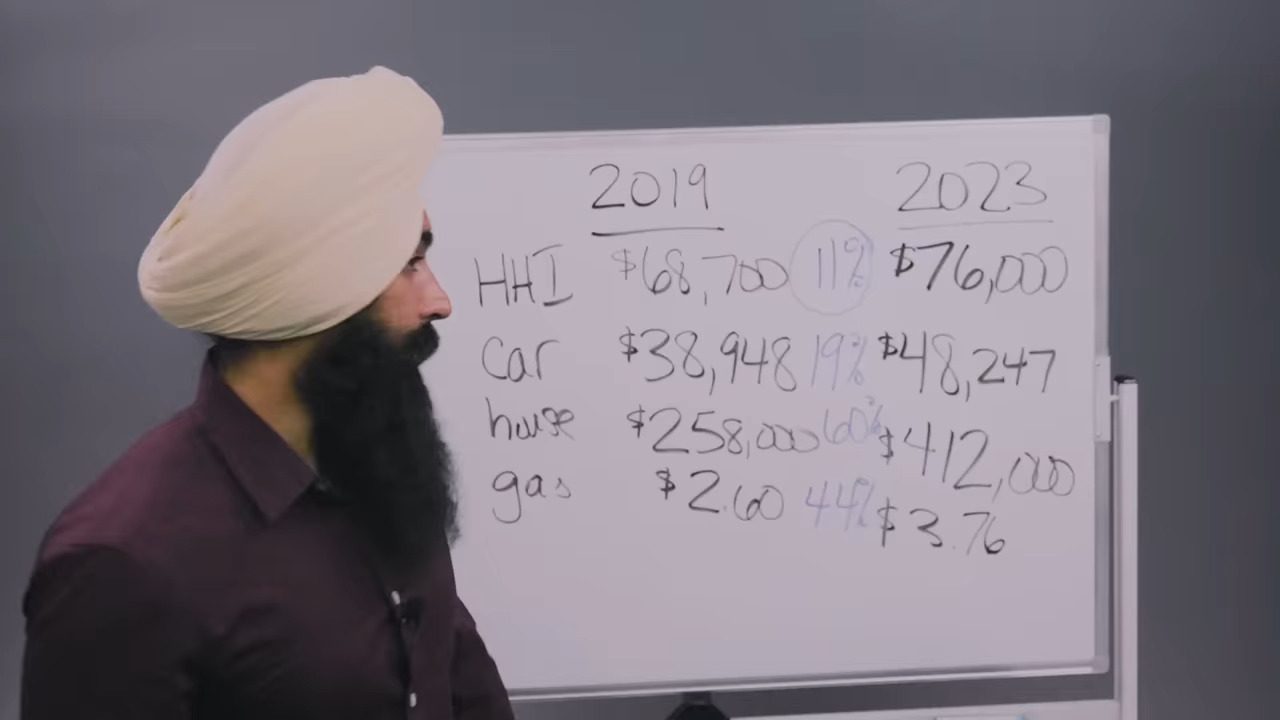 2019 2023
HHI $68,700 11% $76,000
Car $38,948 19% $48,247
house $258,000 60% $412,000
gas $2.60 44% $3.76